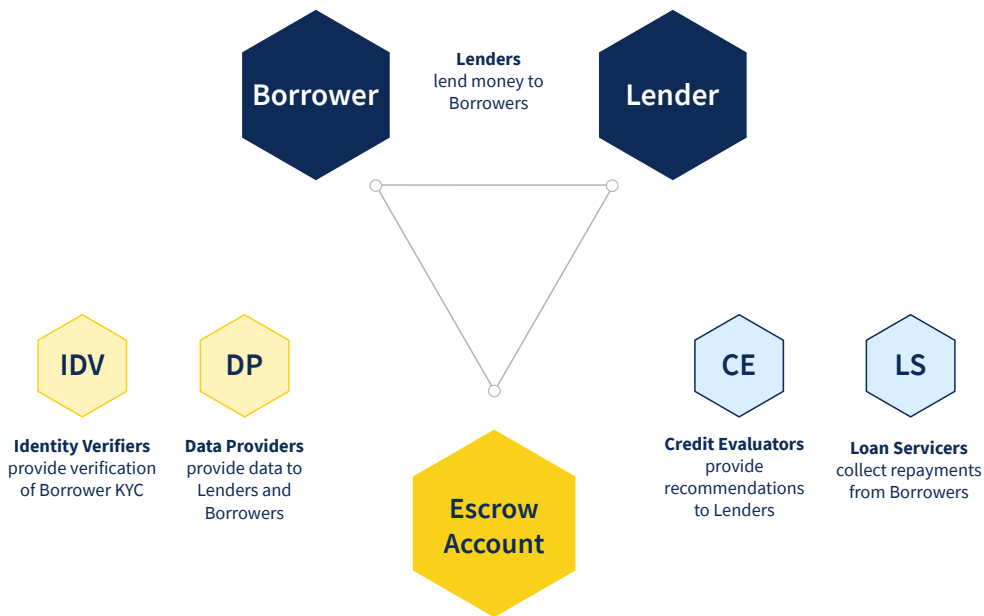 Borrower
Lenders
lend money to
Borrowers
Lender
IDV
Identity Verifiers
provide verification
of Borrower KYC
DP
Data Providers
provide data to
Lenders and
Borrowers
Escrow
Account
CE
Credit Evaluators
provide
recommendations
to Lenders
LS
Loan Servicers
collect repayments
from Borrowers